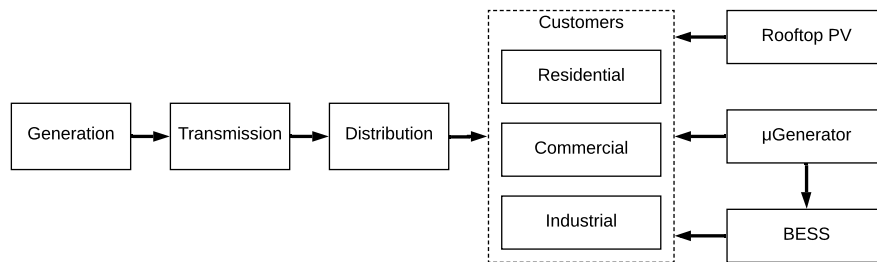 Generation
Transmission
Distribution
Customers
Residential
Commercial
Industrial
Rooftop PV
μGenerator
BESS